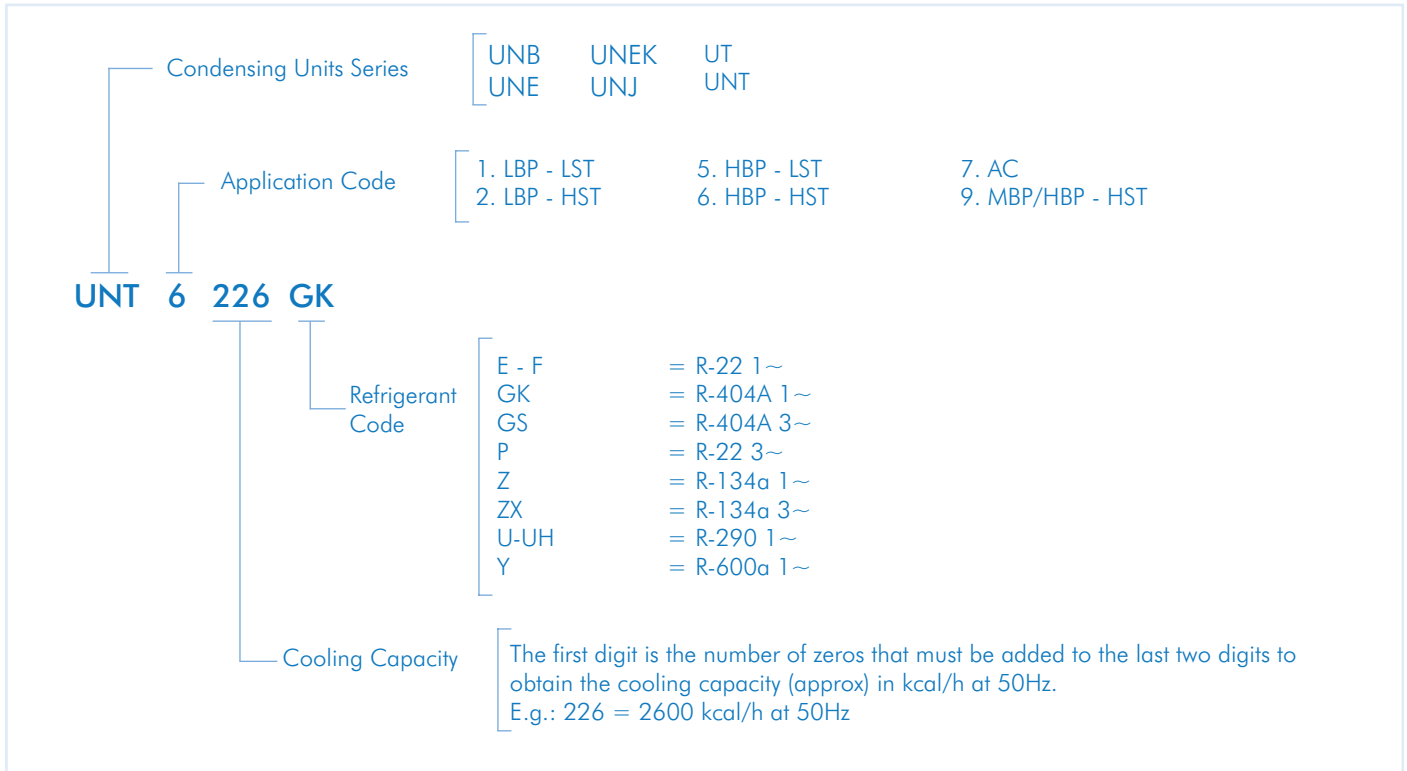 Condensing Units Series
UNB UNEK UT
UNE UNJ UNT
Application Code
1. LBP - LST 5. HBP - LST 7. AC
2. LBP - HST 6. HBP - HST 9. MBP/HBP - HST
UNT 6 226 GK
Refrigerant
Code
E - F = R-22 1~
GK = R-404A 1~
GS = R-404A 3~
P = R-22 3~
Z = R-134a 1~
ZX = R-134a 3~
U-UH = R-290 1~
Y = R-600a 1~
Cooling Capacity
The first digit is the number of zeros that must be added to the last two digits to
obtain the cooling capacity (approx) in kcal/h at 50Hz.
E.g.: 226 = 2600 kcal/h at 50Hz